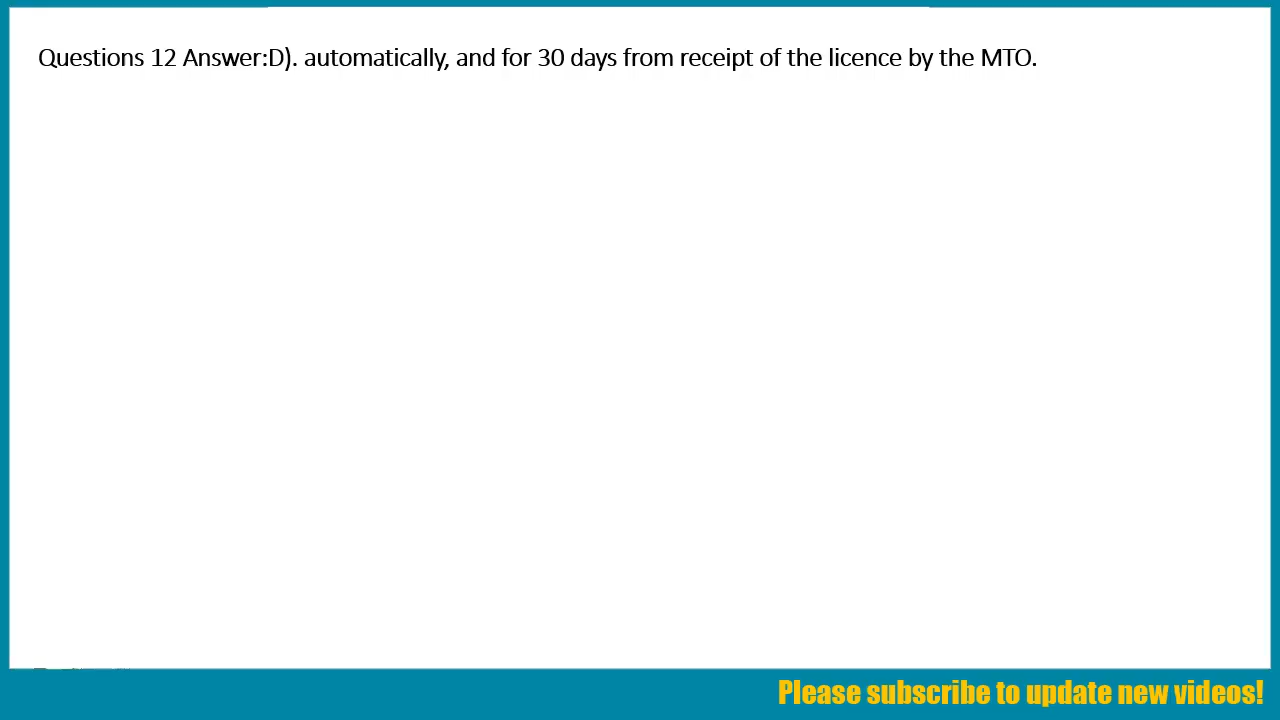 Questions 12 Answer:D). automatically, and for 30 days from receipt of the licence by the MTO.
Please subscribe to update new videos!